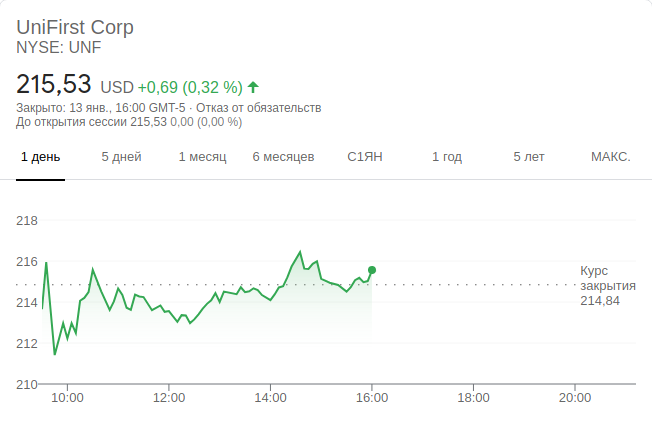 UniFirst Corp
NYSE: UNF
215,53 USD +0,69 (0,32 %)
Закрыто: 13 янв., 16:00 GMT-5 · Отказ от обязательств
До открытия сессии 215,53 0,00 (0,00 %)
1 день 5 дней 1 месяц 6 месяцев С1ЯН 1 год 5 лет МАКС.
218
216
Курс
закрытия
214,84
214
212
210
10:00 12:00 14:00 16:00 18:00 20:00